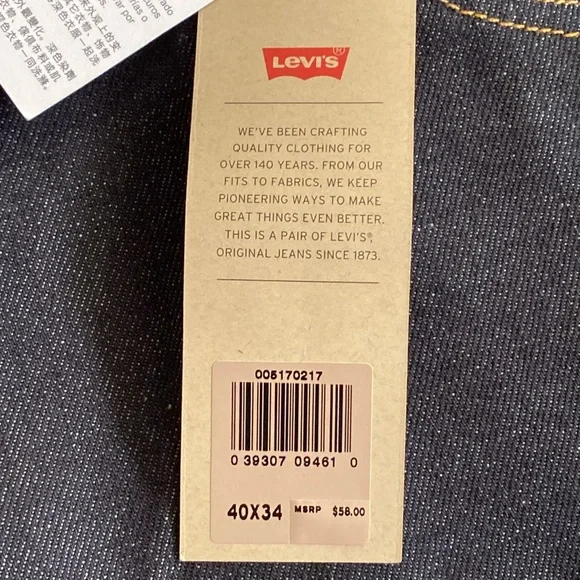 Levi's®
WE'VE BEEN CRAFTING
QUALITY CLOTHING FOR
OVER 140 YEARS. FROM OUR
FITS TO FABRICS, WE KEEP
PIONEERING WAYS TO MAKE
GREAT THINGS EVEN BETTER.
THIS IS A PAIR OF LEVI'S®,
ORIGINAL JEANS SINCE 1873.
005170217
0 39307 09461 0
40X34 MSRP $58.00